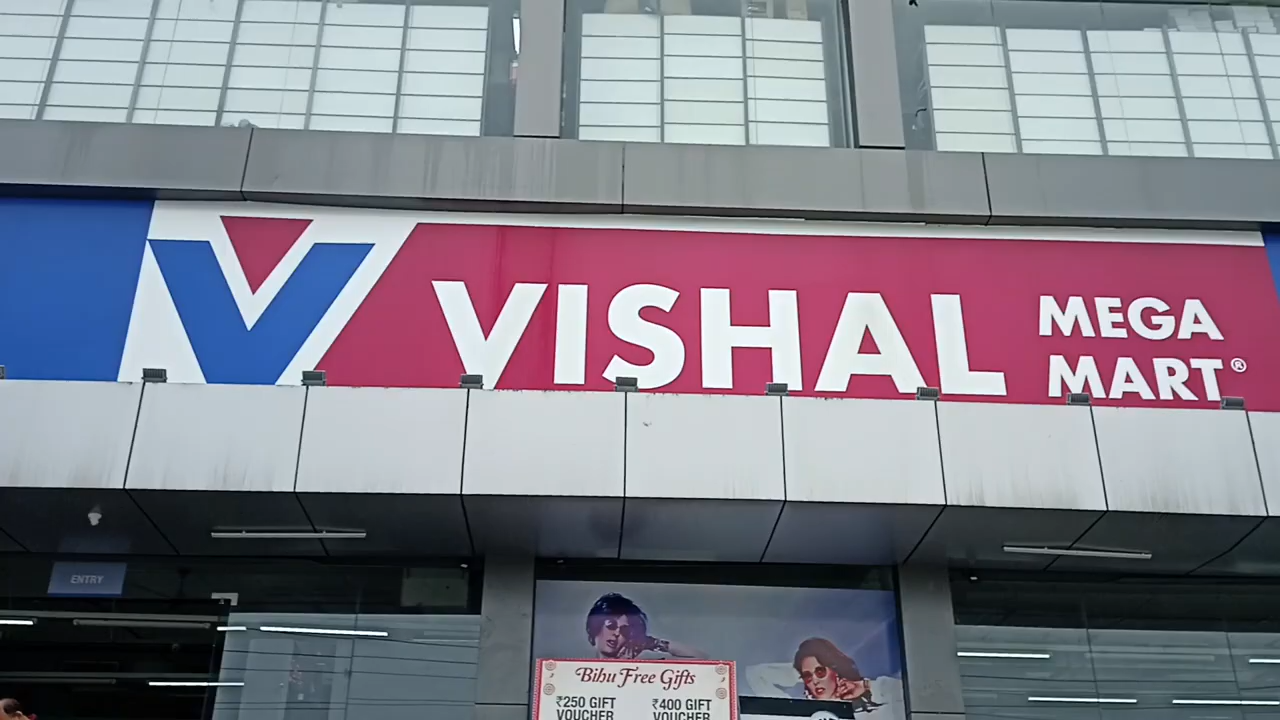 VISHAL
MEGA
MART®
ENTRY
Bihu Free Gifts
₹250 GIFT
VOUCHER
₹400 GIFT
VOUCHER